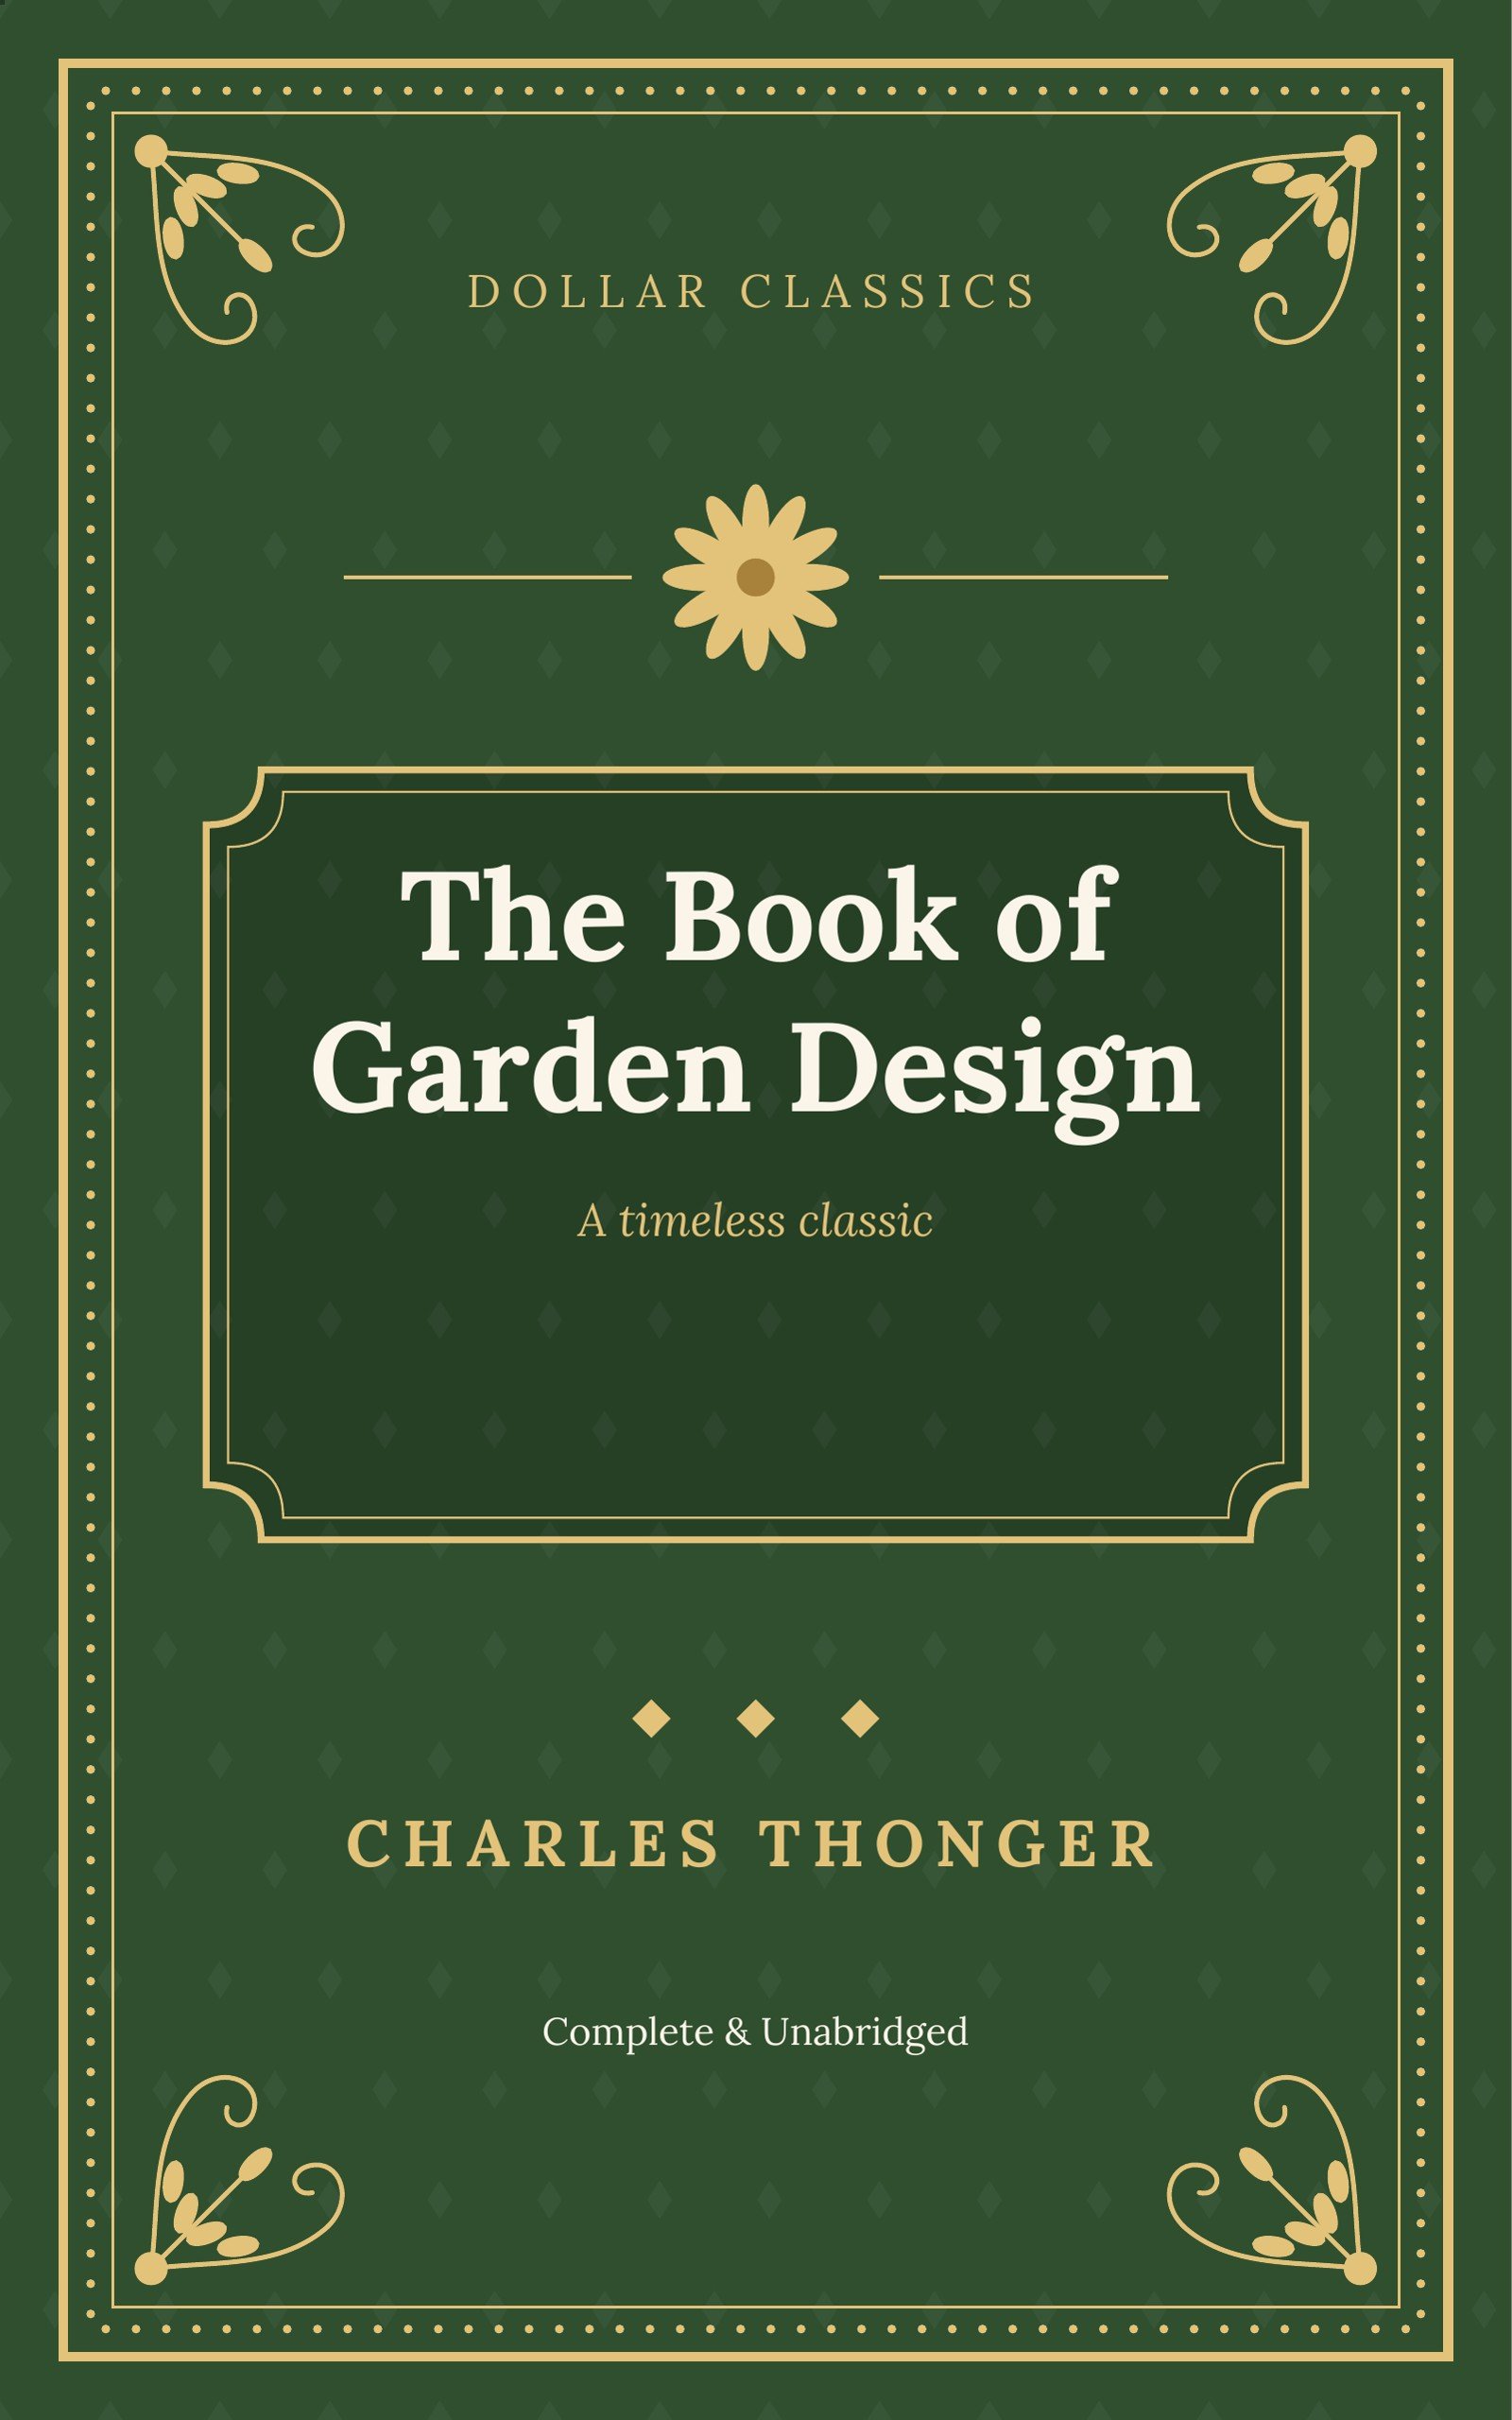 DOLLAR CLASSICS
The Book of
Garden Design
A timeless classic
CHARLES THONGER
Complete & Unabridged